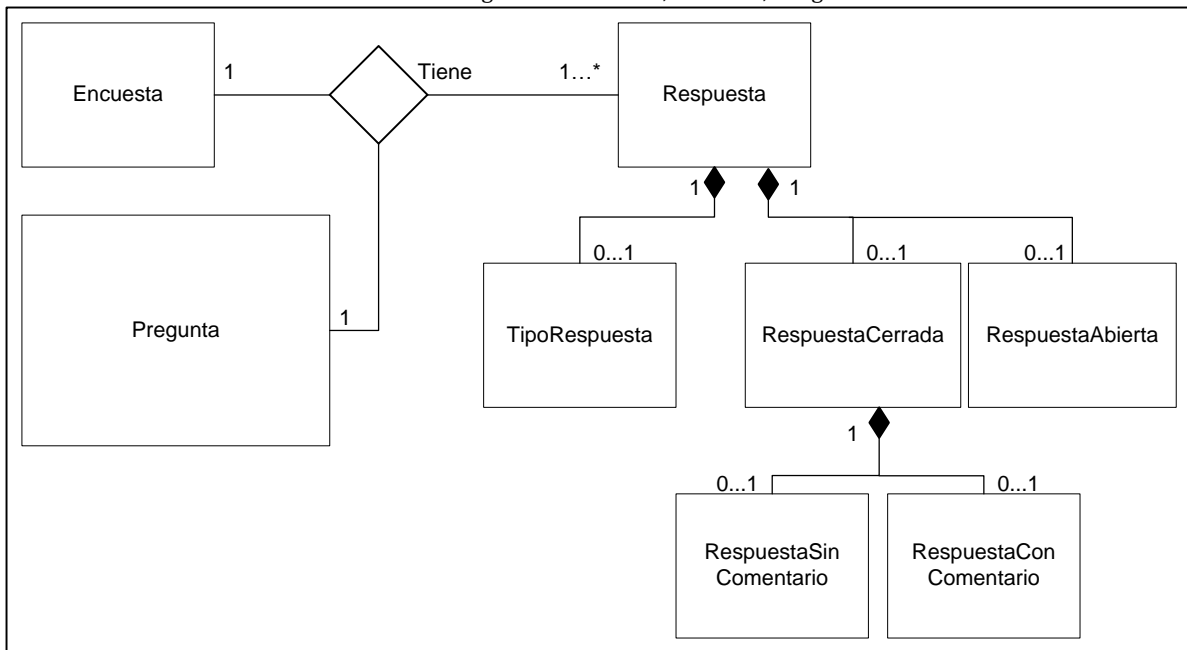 1
Tiene
1...*
Encuesta
Respuesta
1
1
0...1
0...1
0...1
Pregunta
1
TipoRespuesta
RespuestaCerrada
RespuestaAbierta
1
0...1
0...1
RespuestaSin
Comentario
RespuestaCon
Comentario